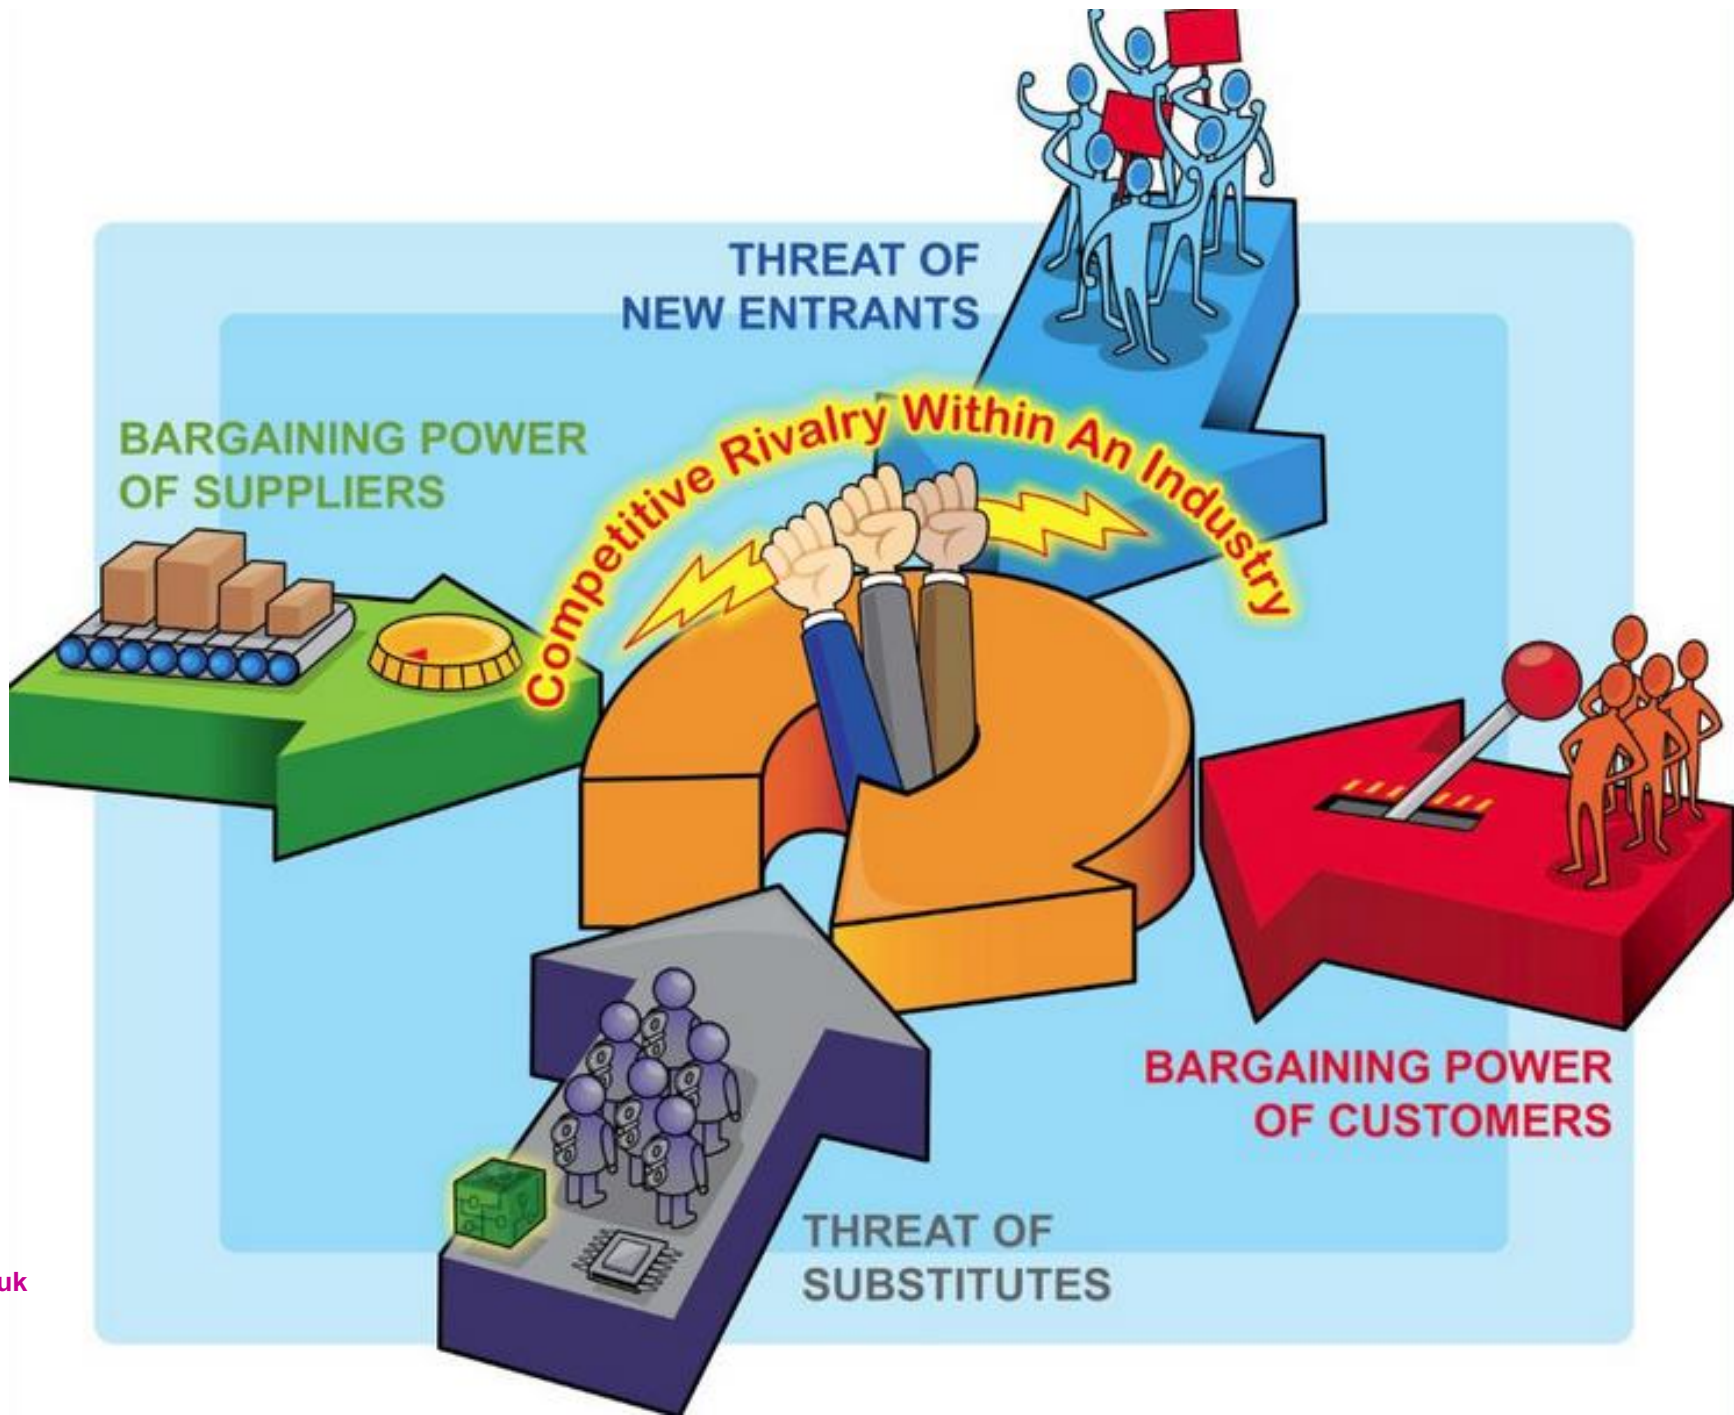 THREAT OF
NEW ENTRANTS
BARGAINING POWER
OF SUPPLIERS
Competitive Rivalry Within An Industry
BARGAINING POWER
OF CUSTOMERS
THREAT OF
SUBSTITUTES
uk